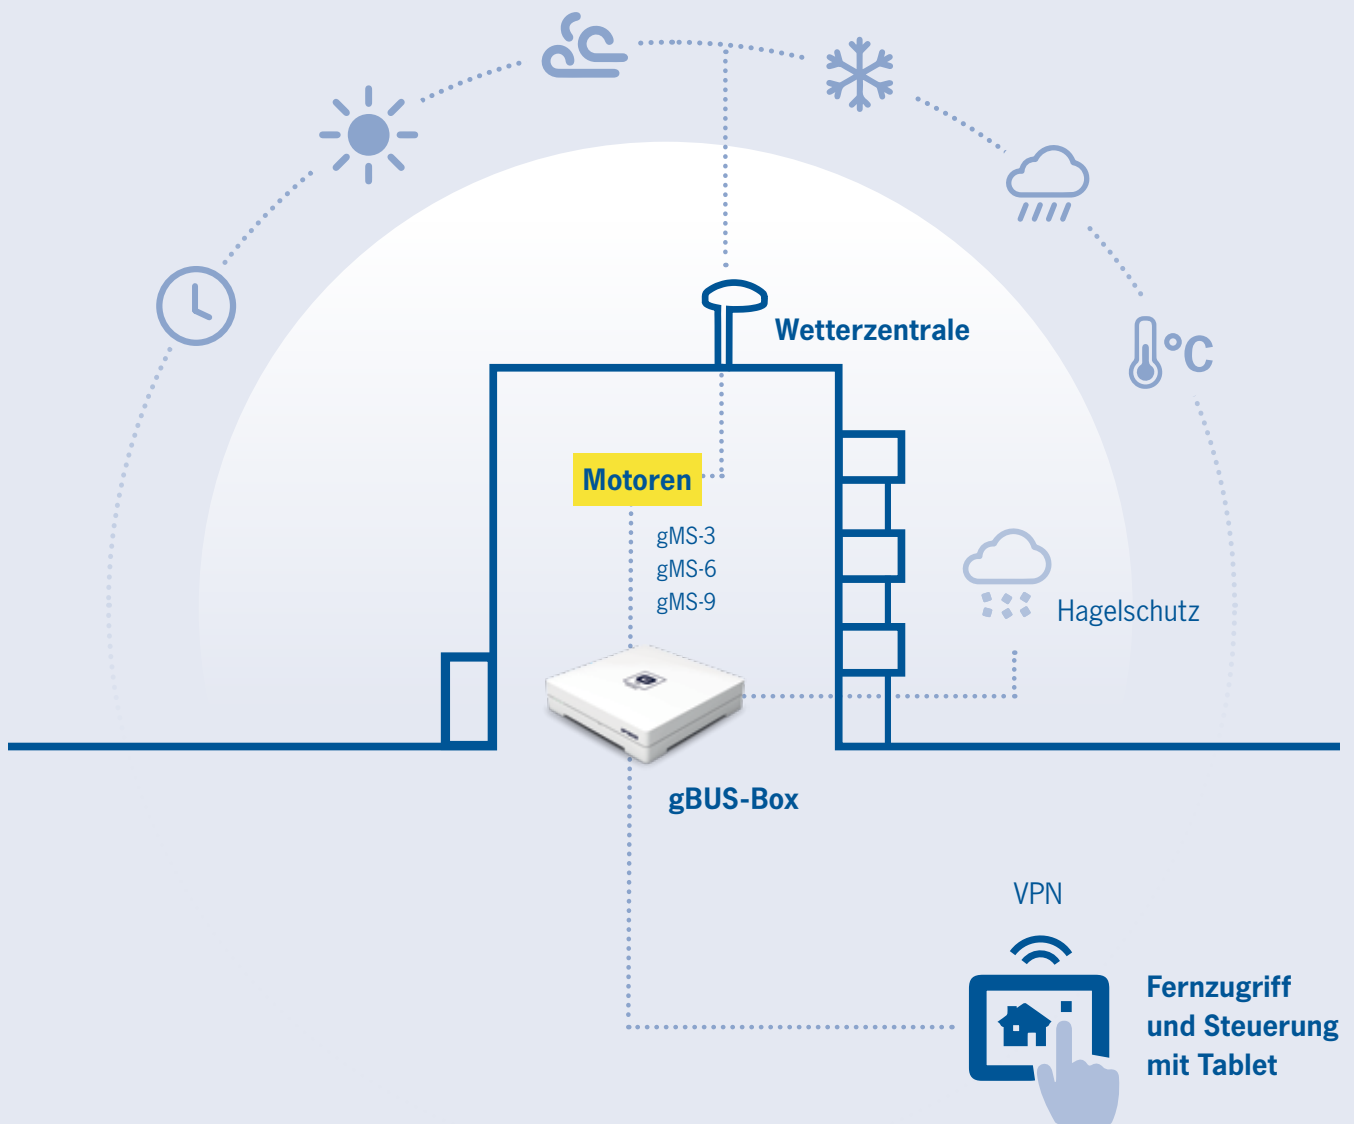 °C
Wetterzentrale
Motoren
gMS-3
gMS-6
gMS-9
Hagelschutz
gBUS-Box
VPN
Fernzugriff
und Steuerung
mit Tablet